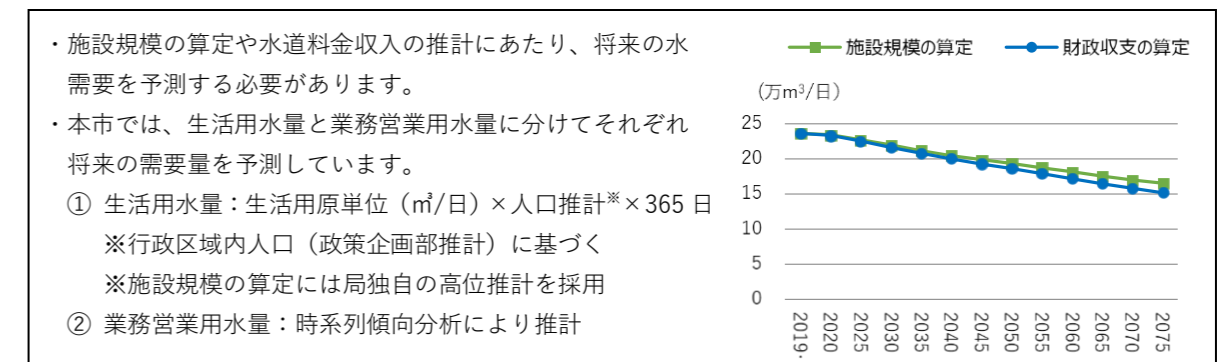 ・施設規模の算定や水道料金収入の推計にあたり、将来の水
需要を予測する必要があります。
・本市では、生活用水量と業務営業用水量に分けてそれぞれ
将来の需要量を予測しています。
① 生活用水量：生活用原単位（㎥/日）×人口推計※×365 日
※行政区域内人口（政策企画部推計）に基づく
※施設規模の算定には局独自の高位推計を採用
② 業務営業用水量：時系列傾向分析により推計
施設規模の算定 財政収支の算定
(万m³/日）
25
20
15
10
5
0
2019
2020
2025
2030
2035
2040
2045
2050
2055
2060
2065
2070
2075